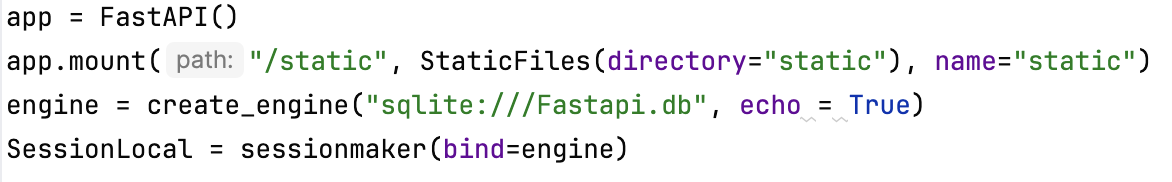 app = FastAPI()
app.mount( path: "/static", StaticFiles(directory="static"), name="static")
engine = create_engine("sqlite:///Fastapi.db", echo = True)
SessionLocal = sessionmaker(bind=engine)